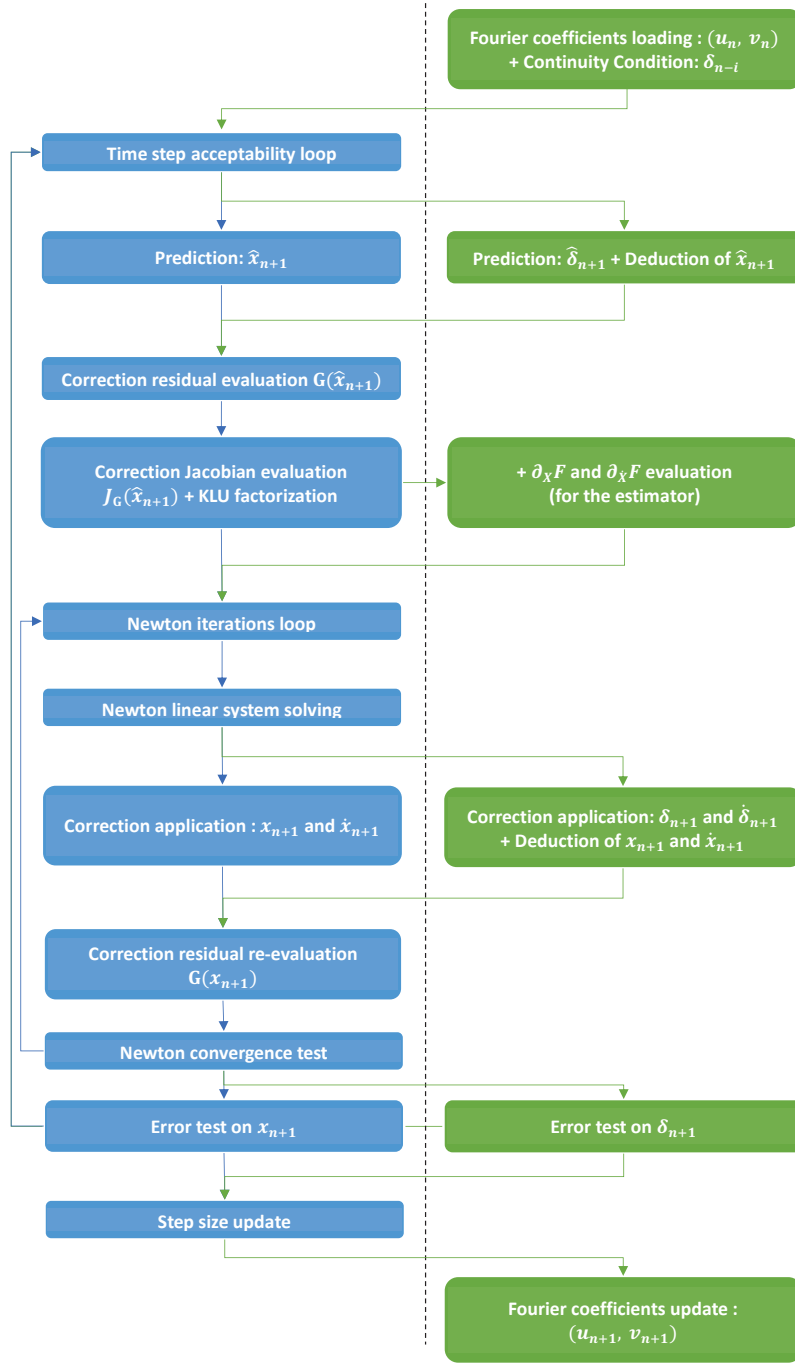 Fourier coefficients loading : (uₙ, vₙ)
+ Continuity Condition: δₙ₋ᵢ
Time step acceptability loop
Prediction: x̂ₙ₊₁
Prediction: δ̂ₙ₊₁ + Deduction of x̂ₙ₊₁
Correction residual evaluation G(x̂ₙ₊₁)
Correction Jacobian evaluation
J_G(x̂ₙ₊₁) + KLU factorization
+ ∂_X F and ∂_Ẋ F evaluation
(for the estimator)
Newton iterations loop
Newton linear system solving
Correction application : xₙ₊₁ and ẋₙ₊₁
Correction application: δₙ₊₁ and δ̇ₙ₊₁
+ Deduction of xₙ₊₁ and ẋₙ₊₁
Correction residual re-evaluation
G(xₙ₊₁)
Newton convergence test
Error test on xₙ₊₁
Error test on δₙ₊₁
Step size update
Fourier coefficients update :
(uₙ₊₁, vₙ₊₁)